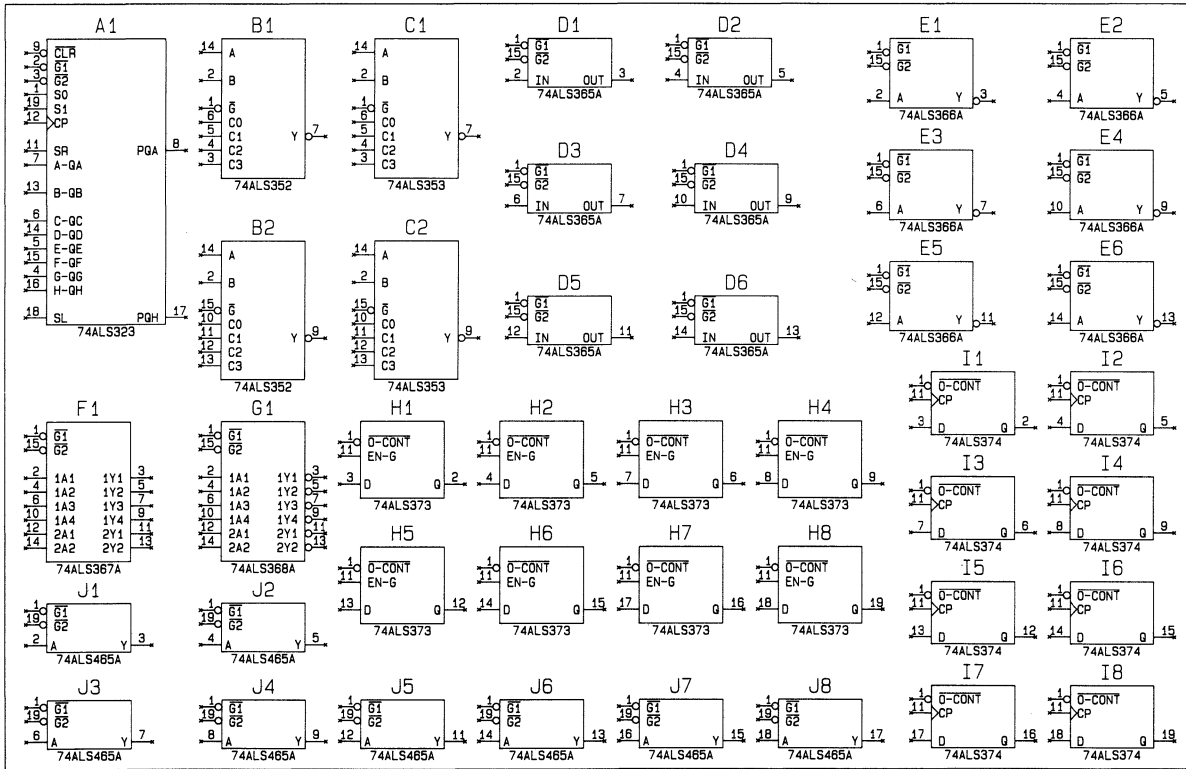 A1
9 CLR
2 G1
3 G2
1 S0
19 S1
12 CP
11 SR PQA 8
7 A-QA
13 B-QB
6 C-QC
14 D-QD
5 E-QE
15 F-QF
4 G-QG
16 H-QH
18 SL PQH 17
74ALS323
B1
14 A
2 B
1 G
6 C0
5 C1 Y 7
4 C2
3 C3
74ALS352
C1
14 A
2 B
1 G
6 C0
5 C1 Y 7
4 C2
3 C3
74ALS353
B2
14 A
2 B
15 G
10 C0
11 C1 Y 9
12 C2
13 C3
74ALS352
C2
14 A
2 B
15 G
10 C0
11 C1 Y 9
12 C2
13 C3
74ALS353
D1
1 G1
15 G2
2 IN OUT 3
74ALS365A
D2
1 G1
15 G2
4 IN OUT 5
74ALS365A
D3
1 G1
15 G2
6 IN OUT 7
74ALS365A
D4
1 G1
15 G2
10 IN OUT 9
74ALS365A
D5
1 G1
15 G2
12 IN OUT 11
74ALS365A
D6
1 G1
15 G2
14 IN OUT 13
74ALS365A
E1
1 G1
15 G2
2 A Y 3
74ALS366A
E2
1 G1
15 G2
4 A Y 5
74ALS366A
E3
1 G1
15 G2
6 A Y 7
74ALS366A
E4
1 G1
15 G2
10 A Y 9
74ALS366A
E5
1 G1
15 G2
12 A Y 11
74ALS366A
E6
1 G1
15 G2
14 A Y 13
74ALS366A
F1
1 G1
15 G2
2 1A1 1Y1 3
4 1A2 1Y2 5
6 1A3 1Y3 7
10 1A4 1Y4 9
12 2A1 2Y1 11
14 2A2 2Y2 13
74ALS367A
G1
1 G1
15 G2
2 1A1 1Y1 3
4 1A2 1Y2 5
6 1A3 1Y3 7
10 1A4 1Y4 9
12 2A1 2Y1 11
14 2A2 2Y2 13
74ALS368A
H1
1 O-CONT
11 EN-G
3 D Q 2
74ALS373
H2
1 O-CONT
11 EN-G
4 D Q 5
74ALS373
H3
1 O-CONT
11 EN-G
7 D Q 6
74ALS373
H4
1 O-CONT
11 EN-G
8 D Q 9
74ALS373
H5
1 O-CONT
11 EN-G
13 D Q 12
74ALS373
H6
1 O-CONT
11 EN-G
14 D Q 15
74ALS373
H7
1 O-CONT
11 EN-G
17 D Q 16
74ALS373
H8
1 O-CONT
11 EN-G
18 D Q 19
74ALS373
I1
1 O-CONT
11 CP
3 D Q 2
74ALS374
I2
1 O-CONT
11 CP
4 D Q 5
74ALS374
I3
1 O-CONT
11 CP
7 D Q 6
74ALS374
I4
1 O-CONT
11 CP
8 D Q 9
74ALS374
I5
1 O-CONT
11 CP
13 D Q 12
74ALS374
I6
1 O-CONT
11 CP
14 D Q 15
74ALS374
I7
1 O-CONT
11 CP
17 D Q 16
74ALS374
I8
1 O-CONT
11 CP
18 D Q 19
74ALS374
J1
1 G1
19 G2
2 A Y 3
74ALS465A
J2
1 G1
19 G2
4 A Y 5
74ALS465A
J3
1 G1
19 G2
6 A Y 7
74ALS465A
J4
1 G1
19 G2
8 A Y 9
74ALS465A
J5
1 G1
19 G2
12 A Y 11
74ALS465A
J6
1 G1
19 G2
14 A Y 13
74ALS465A
J7
1 G1
19 G2
16 A Y 15
74ALS465A
J8
1 G1
19 G2
18 A Y 17
74ALS465A